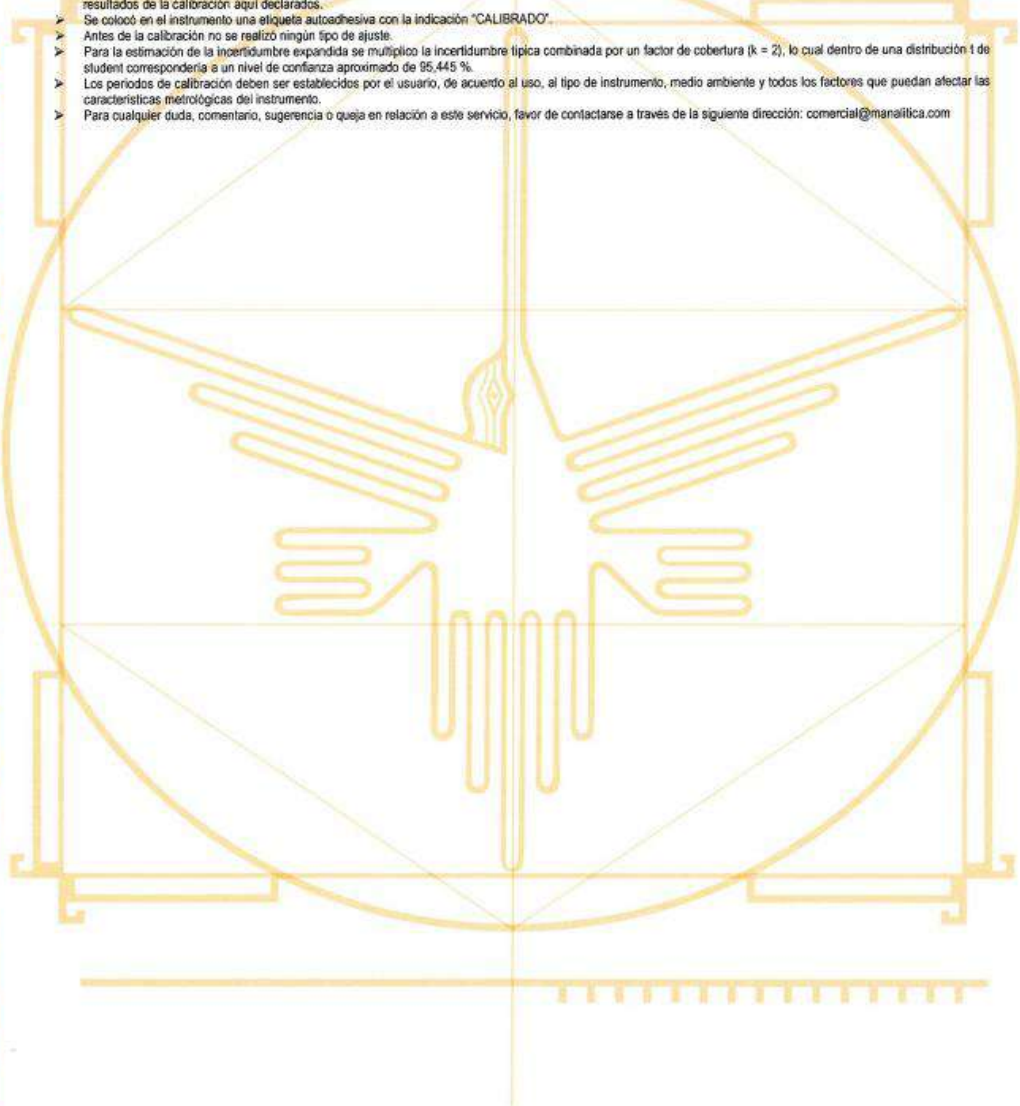 resultados de la calibración aquí declarados.
➢ Se colocó en el instrumento una etiqueta autoadhesiva con la indicación "CALIBRADO".
➢ Antes de la calibración no se realizó ningún tipo de ajuste.
➢ Para la estimación de la incertidumbre expandida se multiplico la incertidumbre típica combinada por un factor de cobertura (k = 2), lo cual dentro de una distribución t de
student correspondería a un nivel de confianza aproximado de 95,445 %.
➢ Los periodos de calibración deben ser establecidos por el usuario, de acuerdo al uso, al tipo de instrumento, medio ambiente y todos los factores que puedan afectar las
características metrológicas del instrumento.
➢ Para cualquier duda, comentario, sugerencia o queja en relación a este servicio, favor de contactarse a través de la siguiente dirección: comercial@manalitica.com